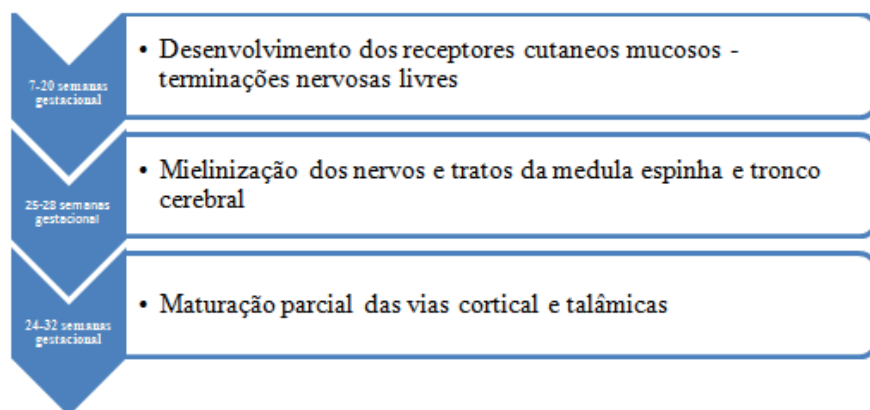 7-20 semanas
gestacional
• Desenvolvimento dos receptores cutaneos mucosos -
terminações nervosas livres
25-28 semanas
gestacional
• Mielinização dos nervos e tratos da medula espinha e tronco
cerebral
24-32 semanas
gestacional
• Maturação parcial das vias cortical e talâmicas